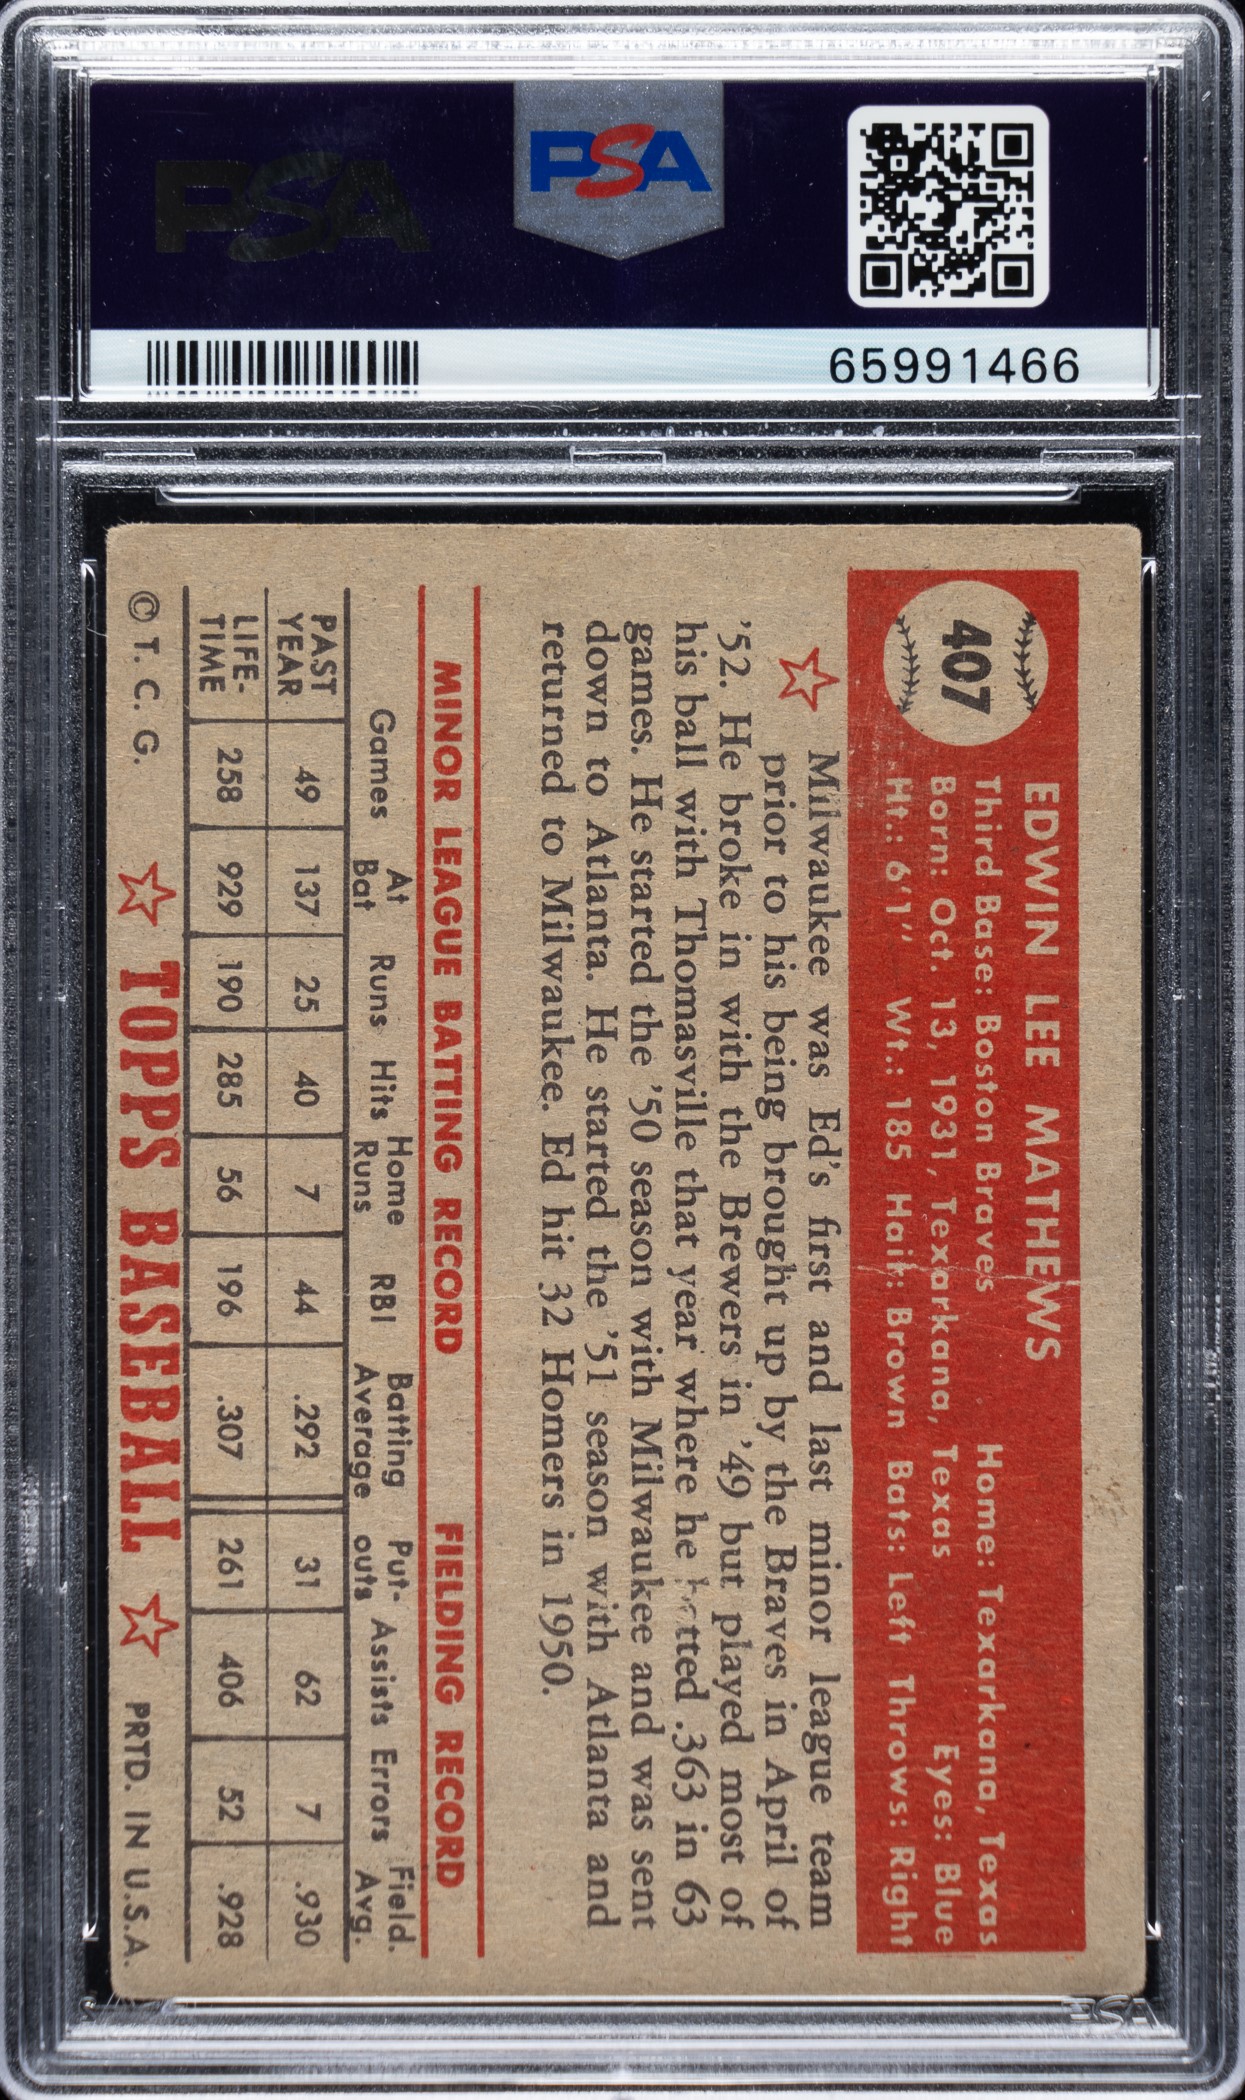 PSA
PSA
65991466
407
EDWIN LEE MATHEWS
Third Base: Boston Braves Home: Texarkana, Texas
Born: Oct. 13, 1931, Texarkana, Texas Eyes: Blue
Ht.: 6'1" Wt.: 185 Hair: Brown Bats: Left Throws: Right
Milwaukee was Ed's first and last minor league team
prior to his being brought up by the Braves in April of
'52. He broke in with the Brewers in '49 but played most of
his ball with Thomasville that year where he batted .363 in 63
games. He started the '50 season with Milwaukee and was sent
down to Atlanta. He started the '51 season with Atlanta and
returned to Milwaukee. Ed hit 32 Homers in 1950.
MINOR LEAGUE BATTING RECORD FIELDING RECORD
Games At Bat Runs Hits Home Runs RBI Batting Average Put-outs Assists Errors Field. Avg.
PAST YEAR 49 137 25 40 7 44 .292 31 62 7 .930
LIFE-TIME 258 929 190 285 56 196 .307 261 406 52 .928
© T. C. G. TOPPS BASEBALL PRTD. IN U.S.A.
PSA